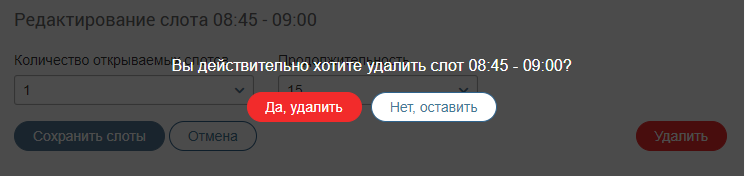 Редактирование слота 08:45 - 09:00
Количество открываемых слотов
Продолжительность
Вы действительно хотите удалить слот 08:45 - 09:00?
1
15
Да, удалить
Нет, оставить
Сохранить слоты
Отмена
Удалить